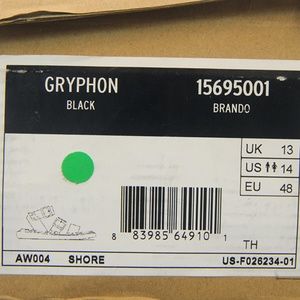 GRYPHON 15695001
BLACK BRANDO
UK 13
US 14
EU 48
8 83985 64910 1
TH
AW004 SHORE US-F026234-01